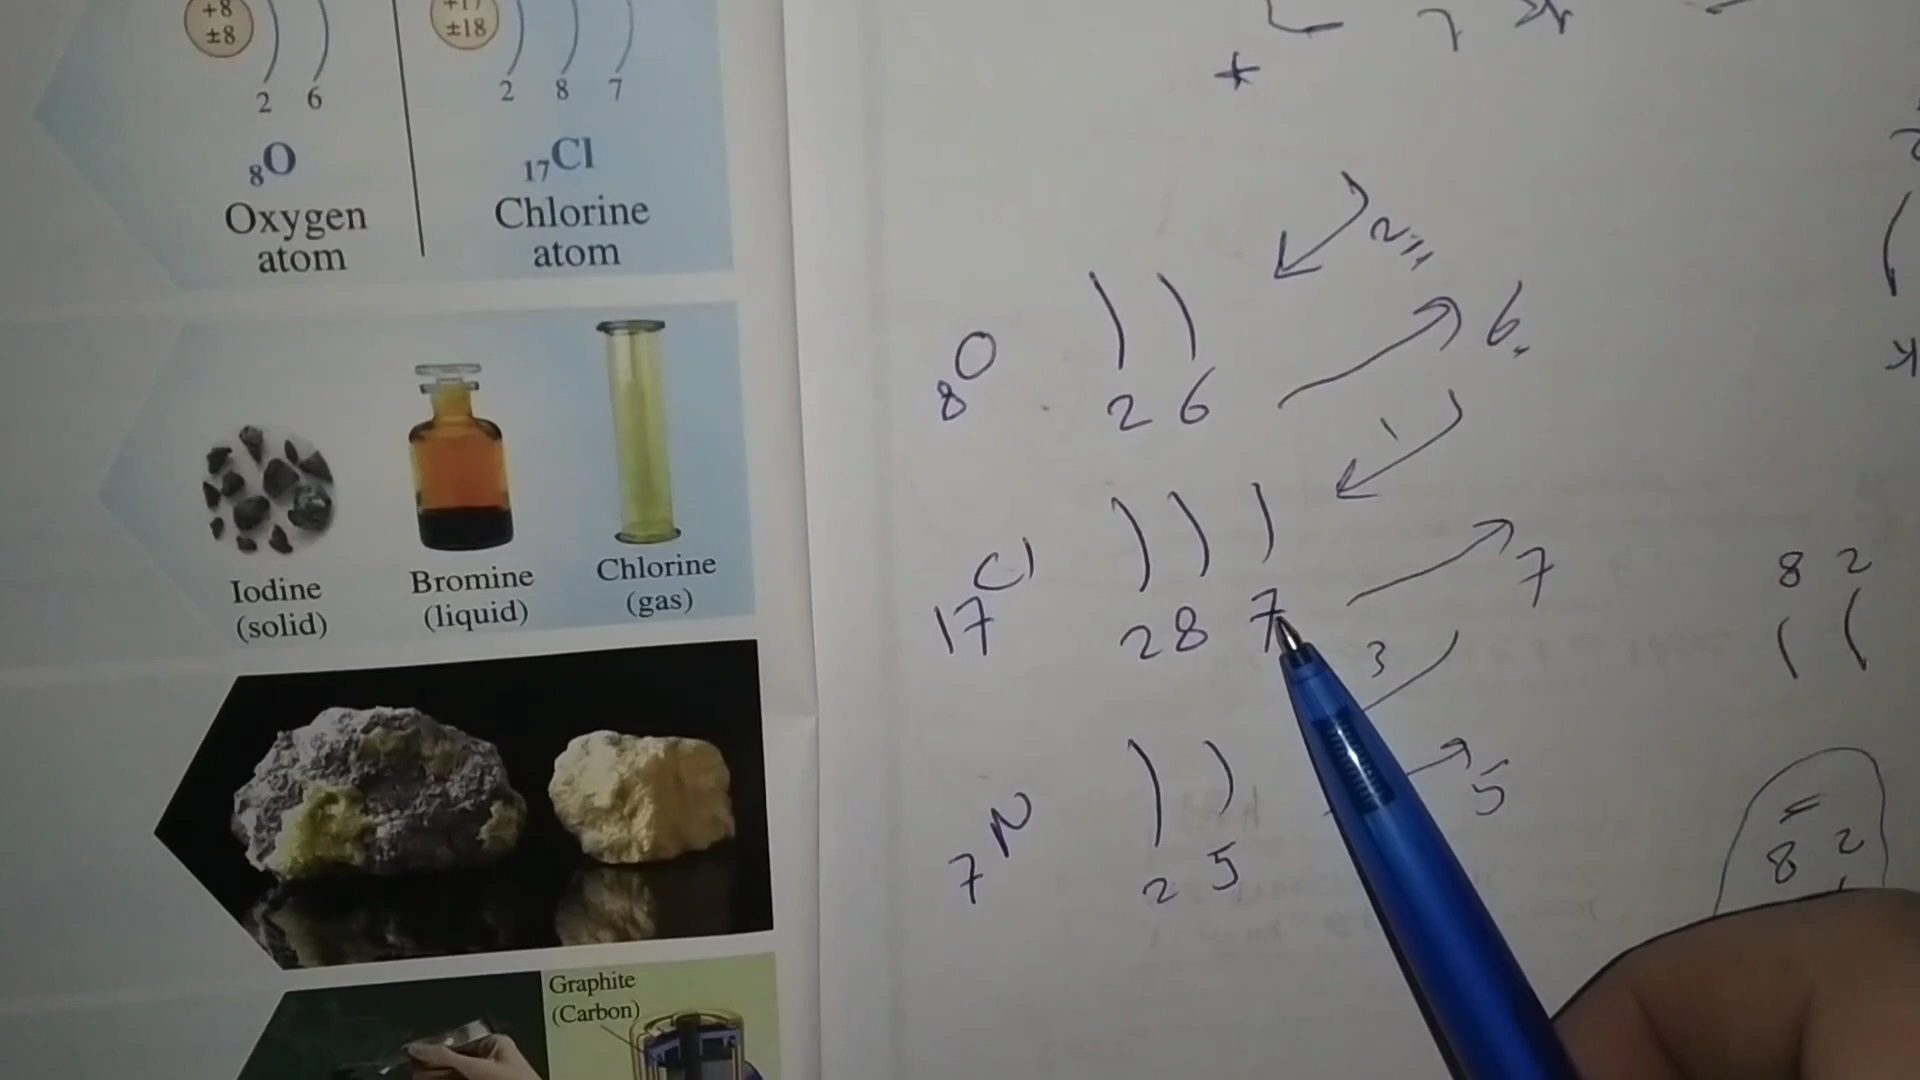 +8
±8
2 6
8O
Oxygen
atom
+17
±18
2 8 7
17Cl
Chlorine
atom
Iodine
(solid)
Bromine
(liquid)
Chlorine
(gas)
Graphite
(Carbon)
2
8O 2 6
6
1
17Cl 2 8 7
7
3
7N 2 5
5
8 2
8 2
K